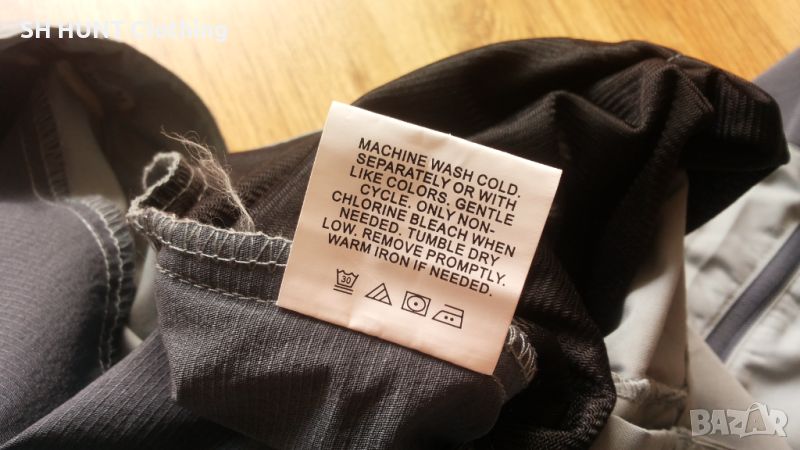 SH HUNT Clothing
MACHINE WASH COLD.
SEPARATELY OR WITH
LIKE COLORS. GENTLE
CYCLE. ONLY NON-
CHLORINE BLEACH WHEN
NEEDED. TUMBLE DRY
LOW. REMOVE PROMPTLY.
WARM IRON IF NEEDED.
30
BAZAR